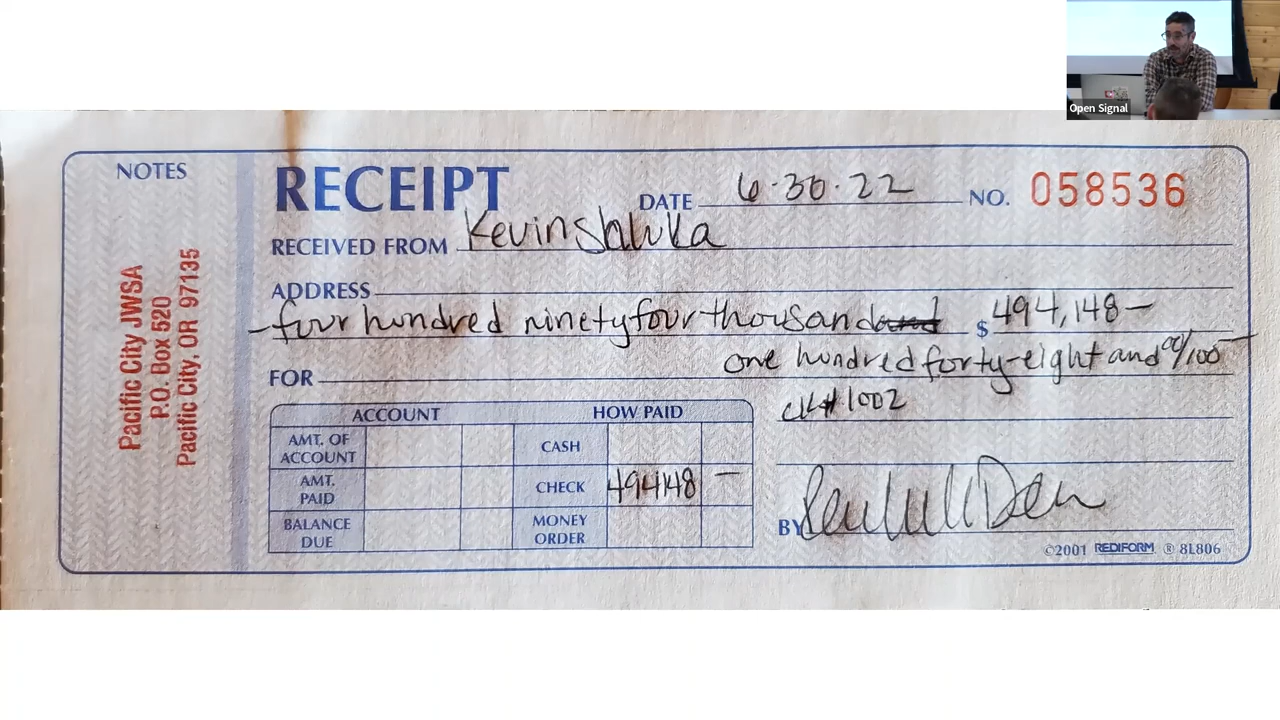 Open Signal
NOTES
Pacific City JWSA
P.O. Box 520
Pacific City, OR 97135
RECEIPT
DATE 6·30·22 NO. 058536
RECEIVED FROM Kevin Shluka
ADDRESS
four hundred ninety four thousand $ 494,148 —
one hundred forty-eight and 00/100
FOR
ck# 1002
ACCOUNT HOW PAID
AMT. OF ACCOUNT CASH
AMT. PAID CHECK 494148 —
BALANCE DUE MONEY ORDER
BY
©2001 REDIFORM ® 8L806